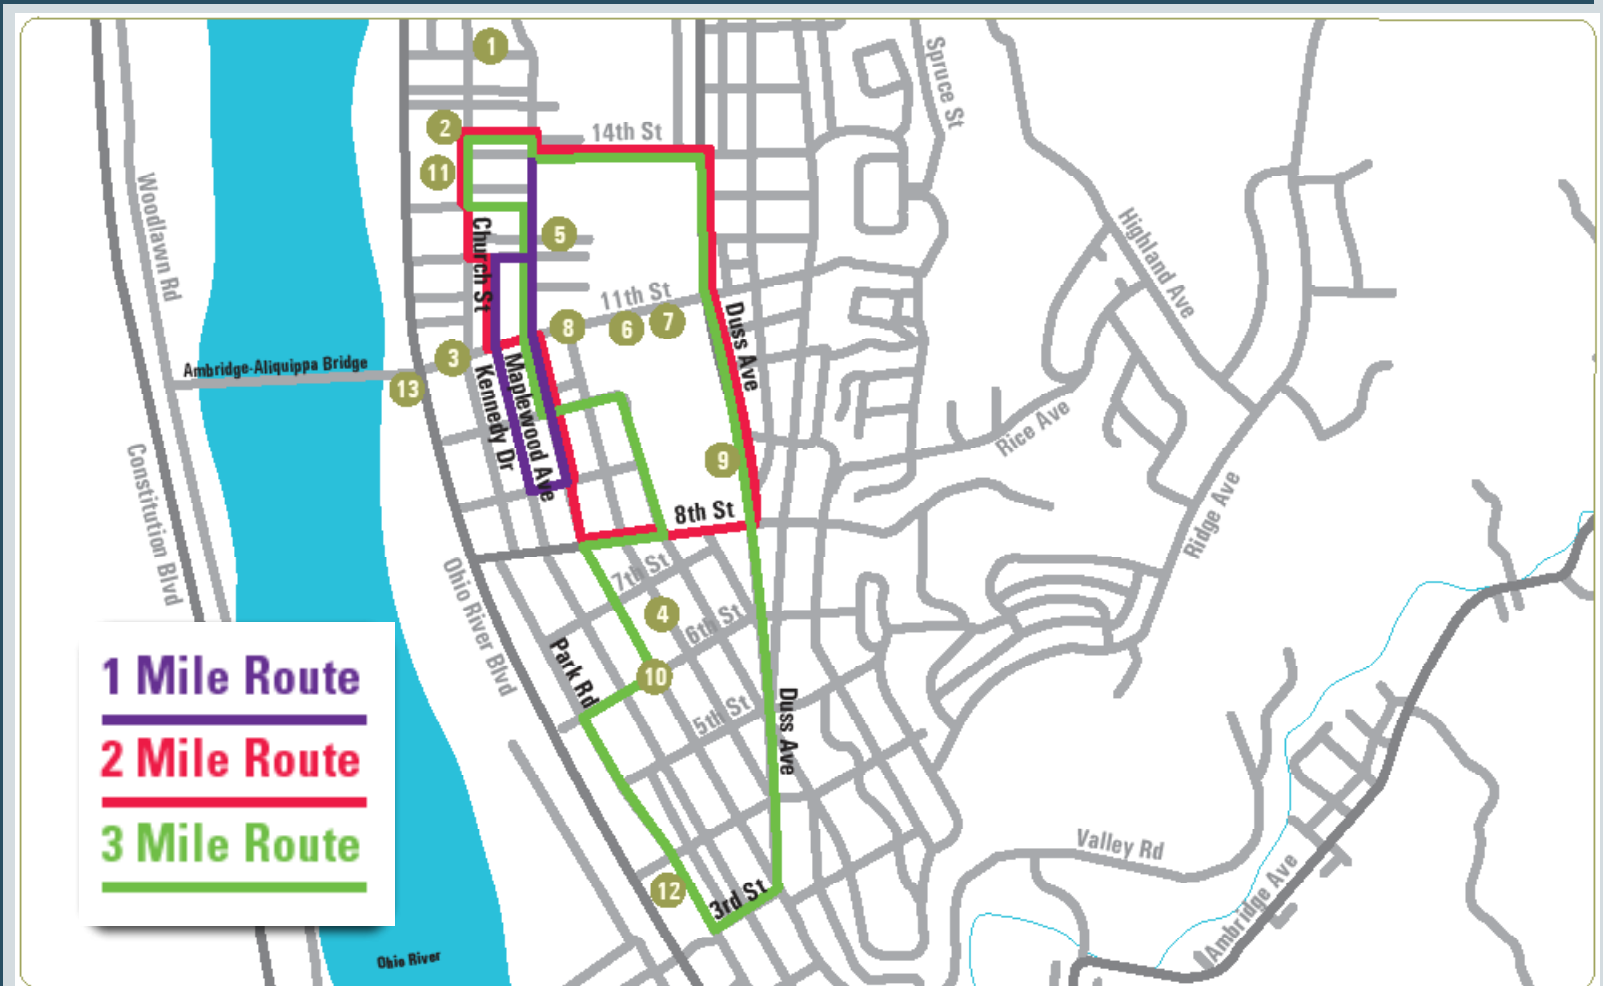 1
Spruce St
2
14th St
11
Woodlawn Rd
Church St
5
Highland Ave
11th St
8
6
7
Duss Ave
3
Ambridge-Aliquippa Bridge
13
Maplewood Ave
Kennedy Dr
Rice Ave
9
Constitution Blvd
8th St
Ridge Ave
7th St
Ohio River Blvd
4
6th St
Park Rd
10
5th St
Duss Ave
1 Mile Route
2 Mile Route
3 Mile Route
Valley Rd
12
3rd St
Ambridge Ave
Ohio River